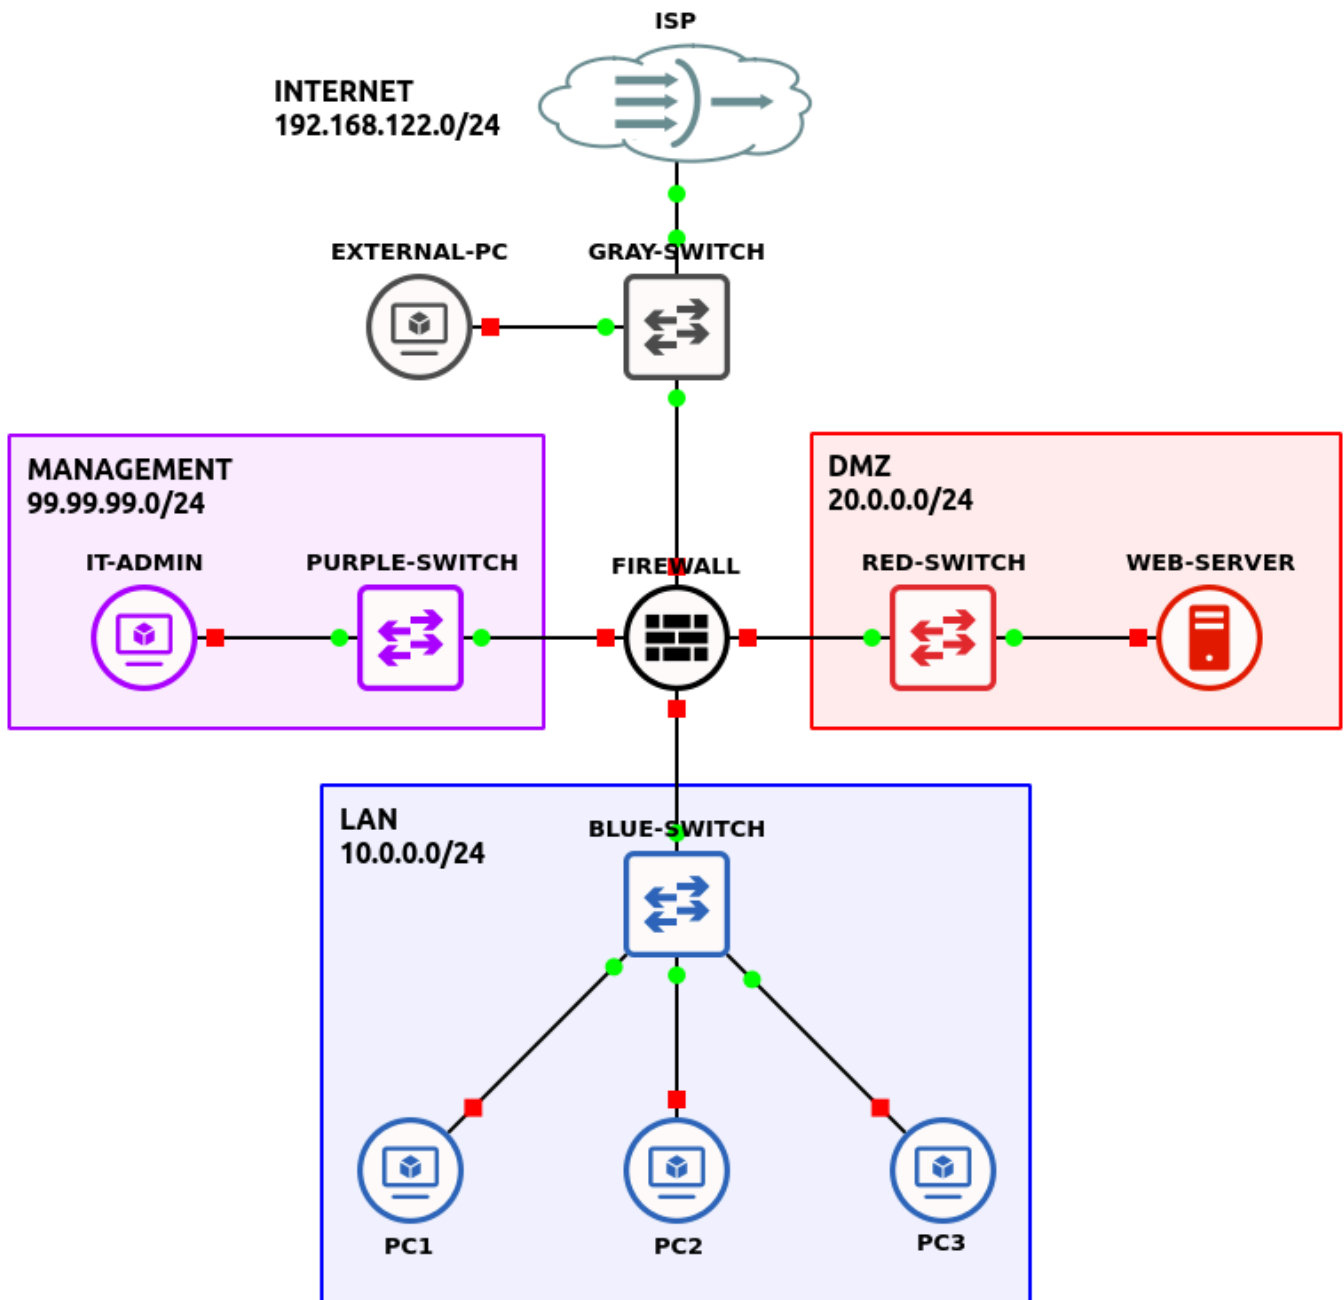 ISP
INTERNET
192.168.122.0/24
EXTERNAL-PC
GRAY-SWITCH
MANAGEMENT
99.99.99.0/24
DMZ
20.0.0.0/24
IT-ADMIN
PURPLE-SWITCH
FIREWALL
RED-SWITCH
WEB-SERVER
LAN
10.0.0.0/24
BLUE-SWITCH
PC1
PC2
PC3